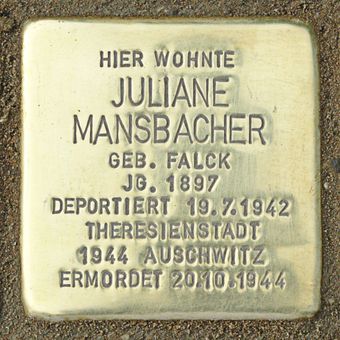 HIER WOHNTE
JULIANE
MANSBACHER
GEB. FALCK
JG. 1897
DEPORTIERT 19.7.1942
THERESIENSTADT
1944 AUSCHWITZ
ERMORDET 20.10.1944